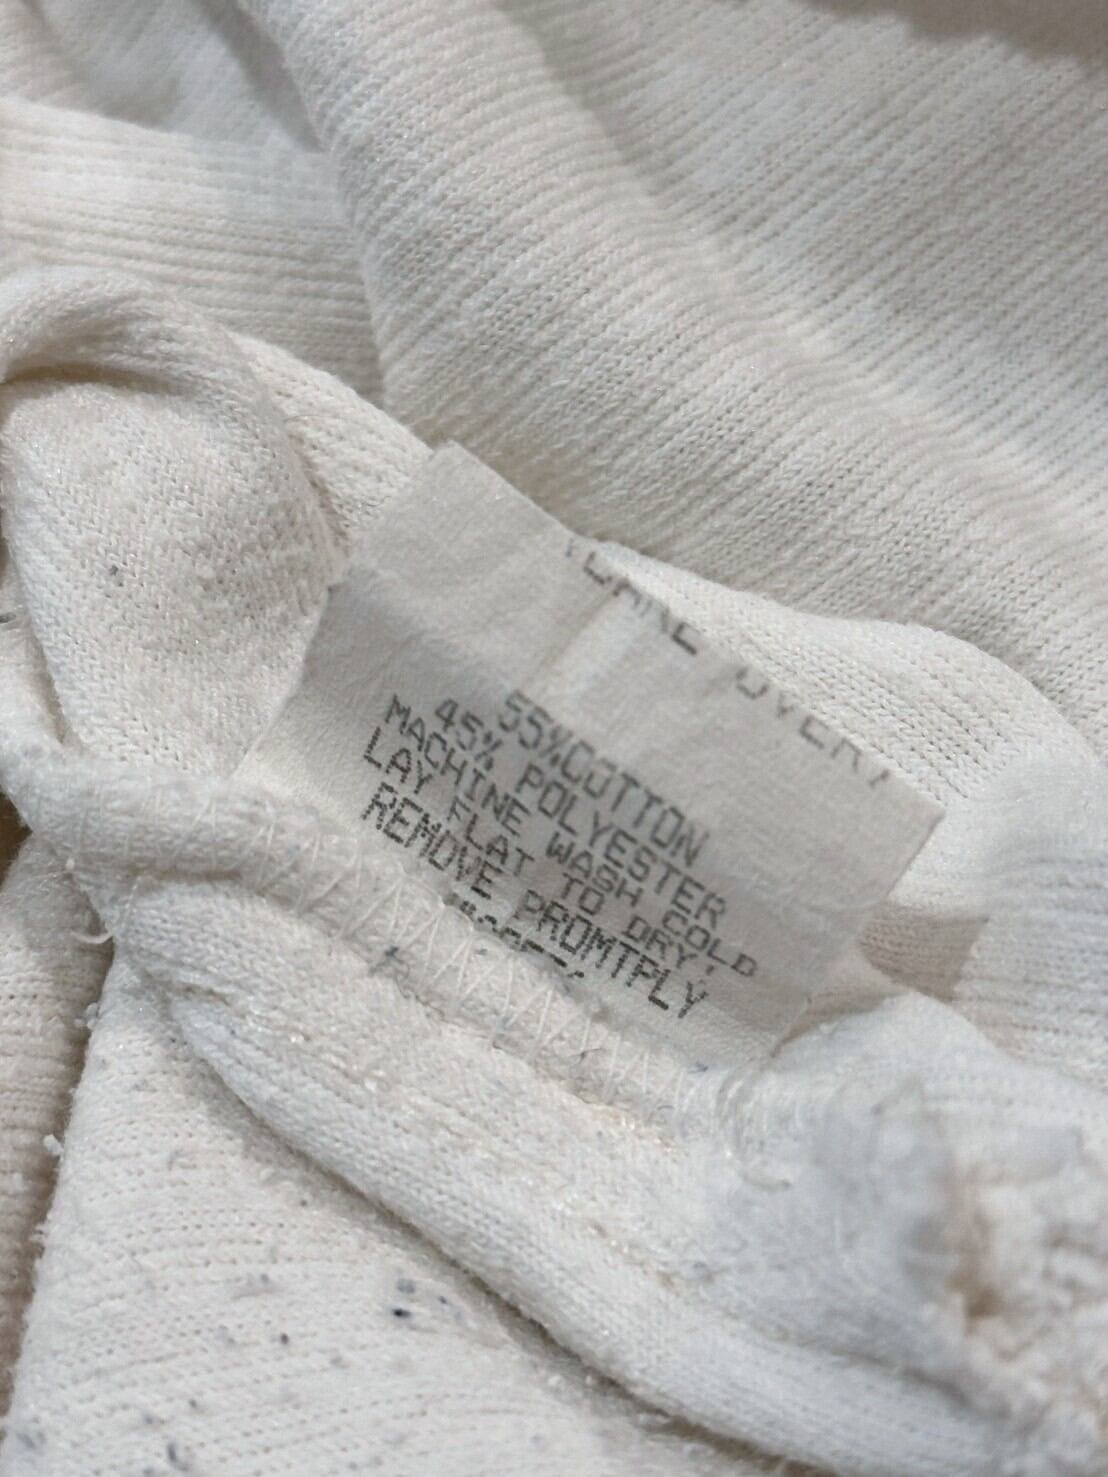 55%COTTON
45% POLYESTER
MACHINE WASH COLD
LAY FLAT TO DRY,
REMOVE PROMTPLY